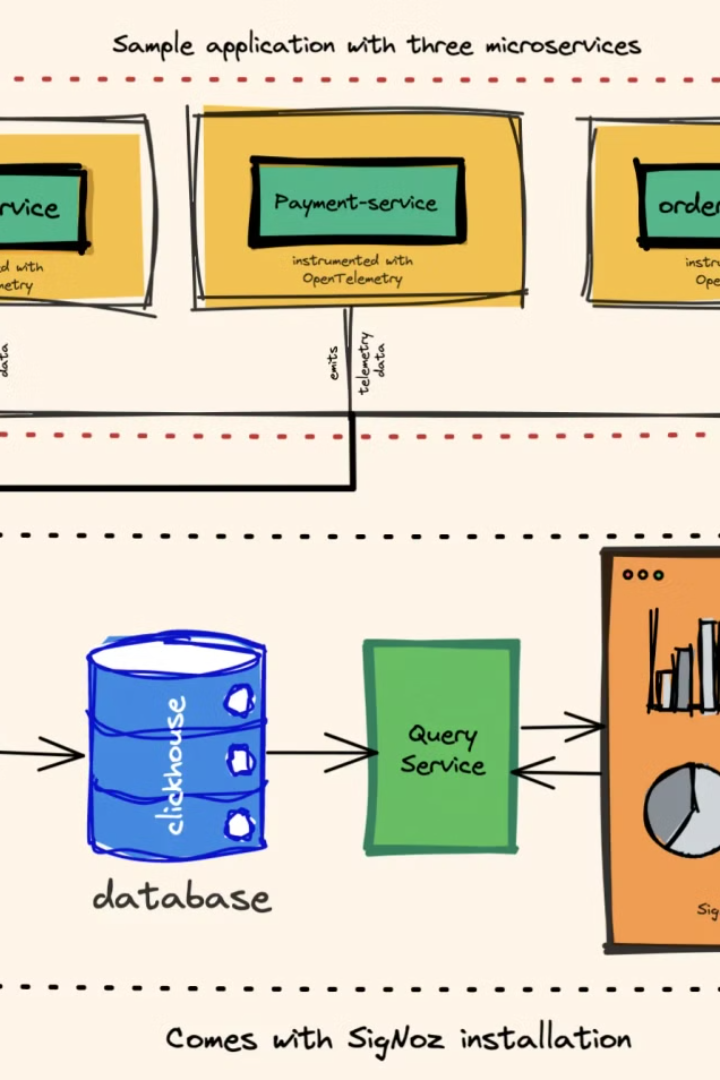 Sample application with three microservices
rvice
Payment-service
order
d with
metry
instrumented with
OpenTelemetry
instru
Ope
data
emits
telemetry
data
clickhouse
Query
Service
database
Sig
Comes with SigNoz installation